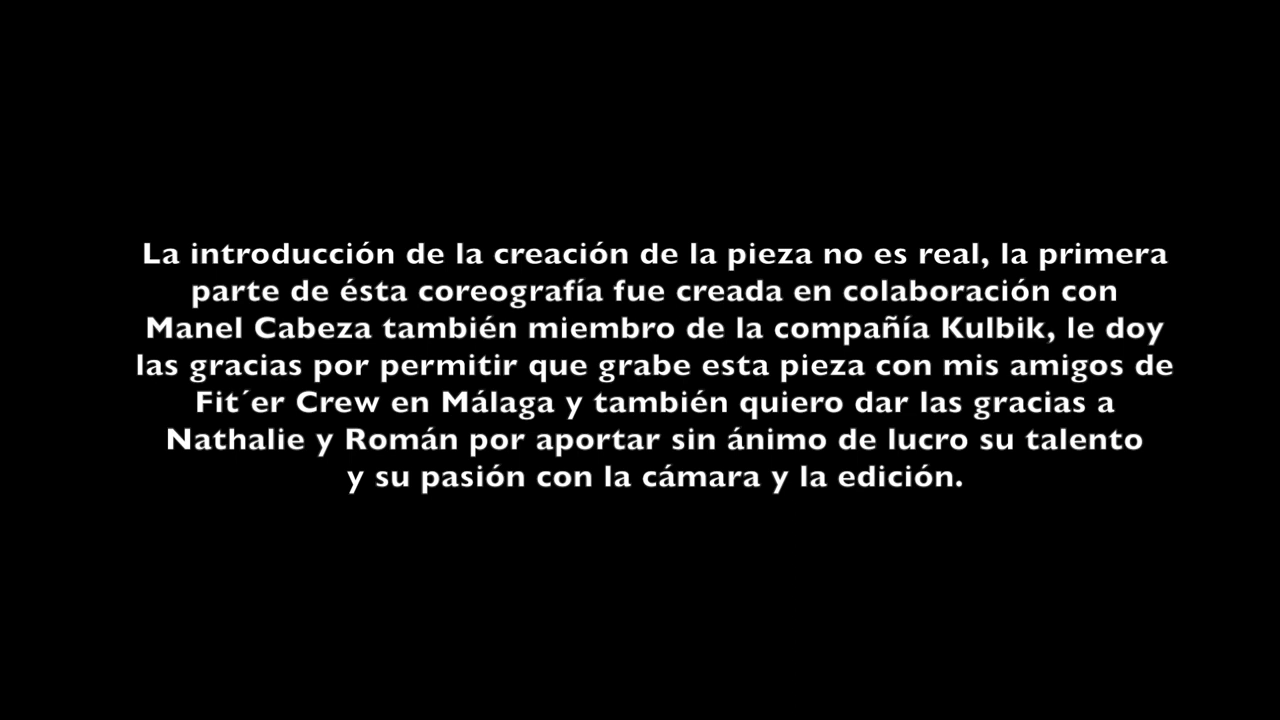 La introducción de la creación de la pieza no es real, la primera
parte de ésta coreografía fue creada en colaboración con
Manel Cabeza también miembro de la compañía Kulbik, le doy
las gracias por permitir que grabe esta pieza con mis amigos de
Fit´er Crew en Málaga y también quiero dar las gracias a
Nathalie y Román por aportar sin ánimo de lucro su talento
y su pasión con la cámara y la edición.